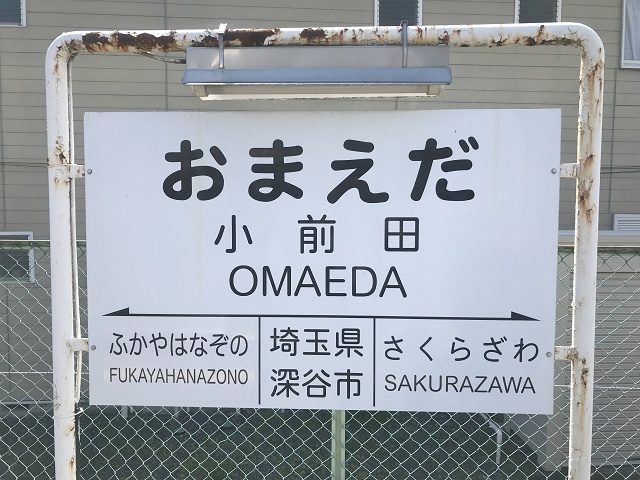 おまえだ
小前田
OMAEDA
ふかやはなぞの
FUKAYAHANAZONO
埼玉県
深谷市
さくらざわ
SAKURAZAWA